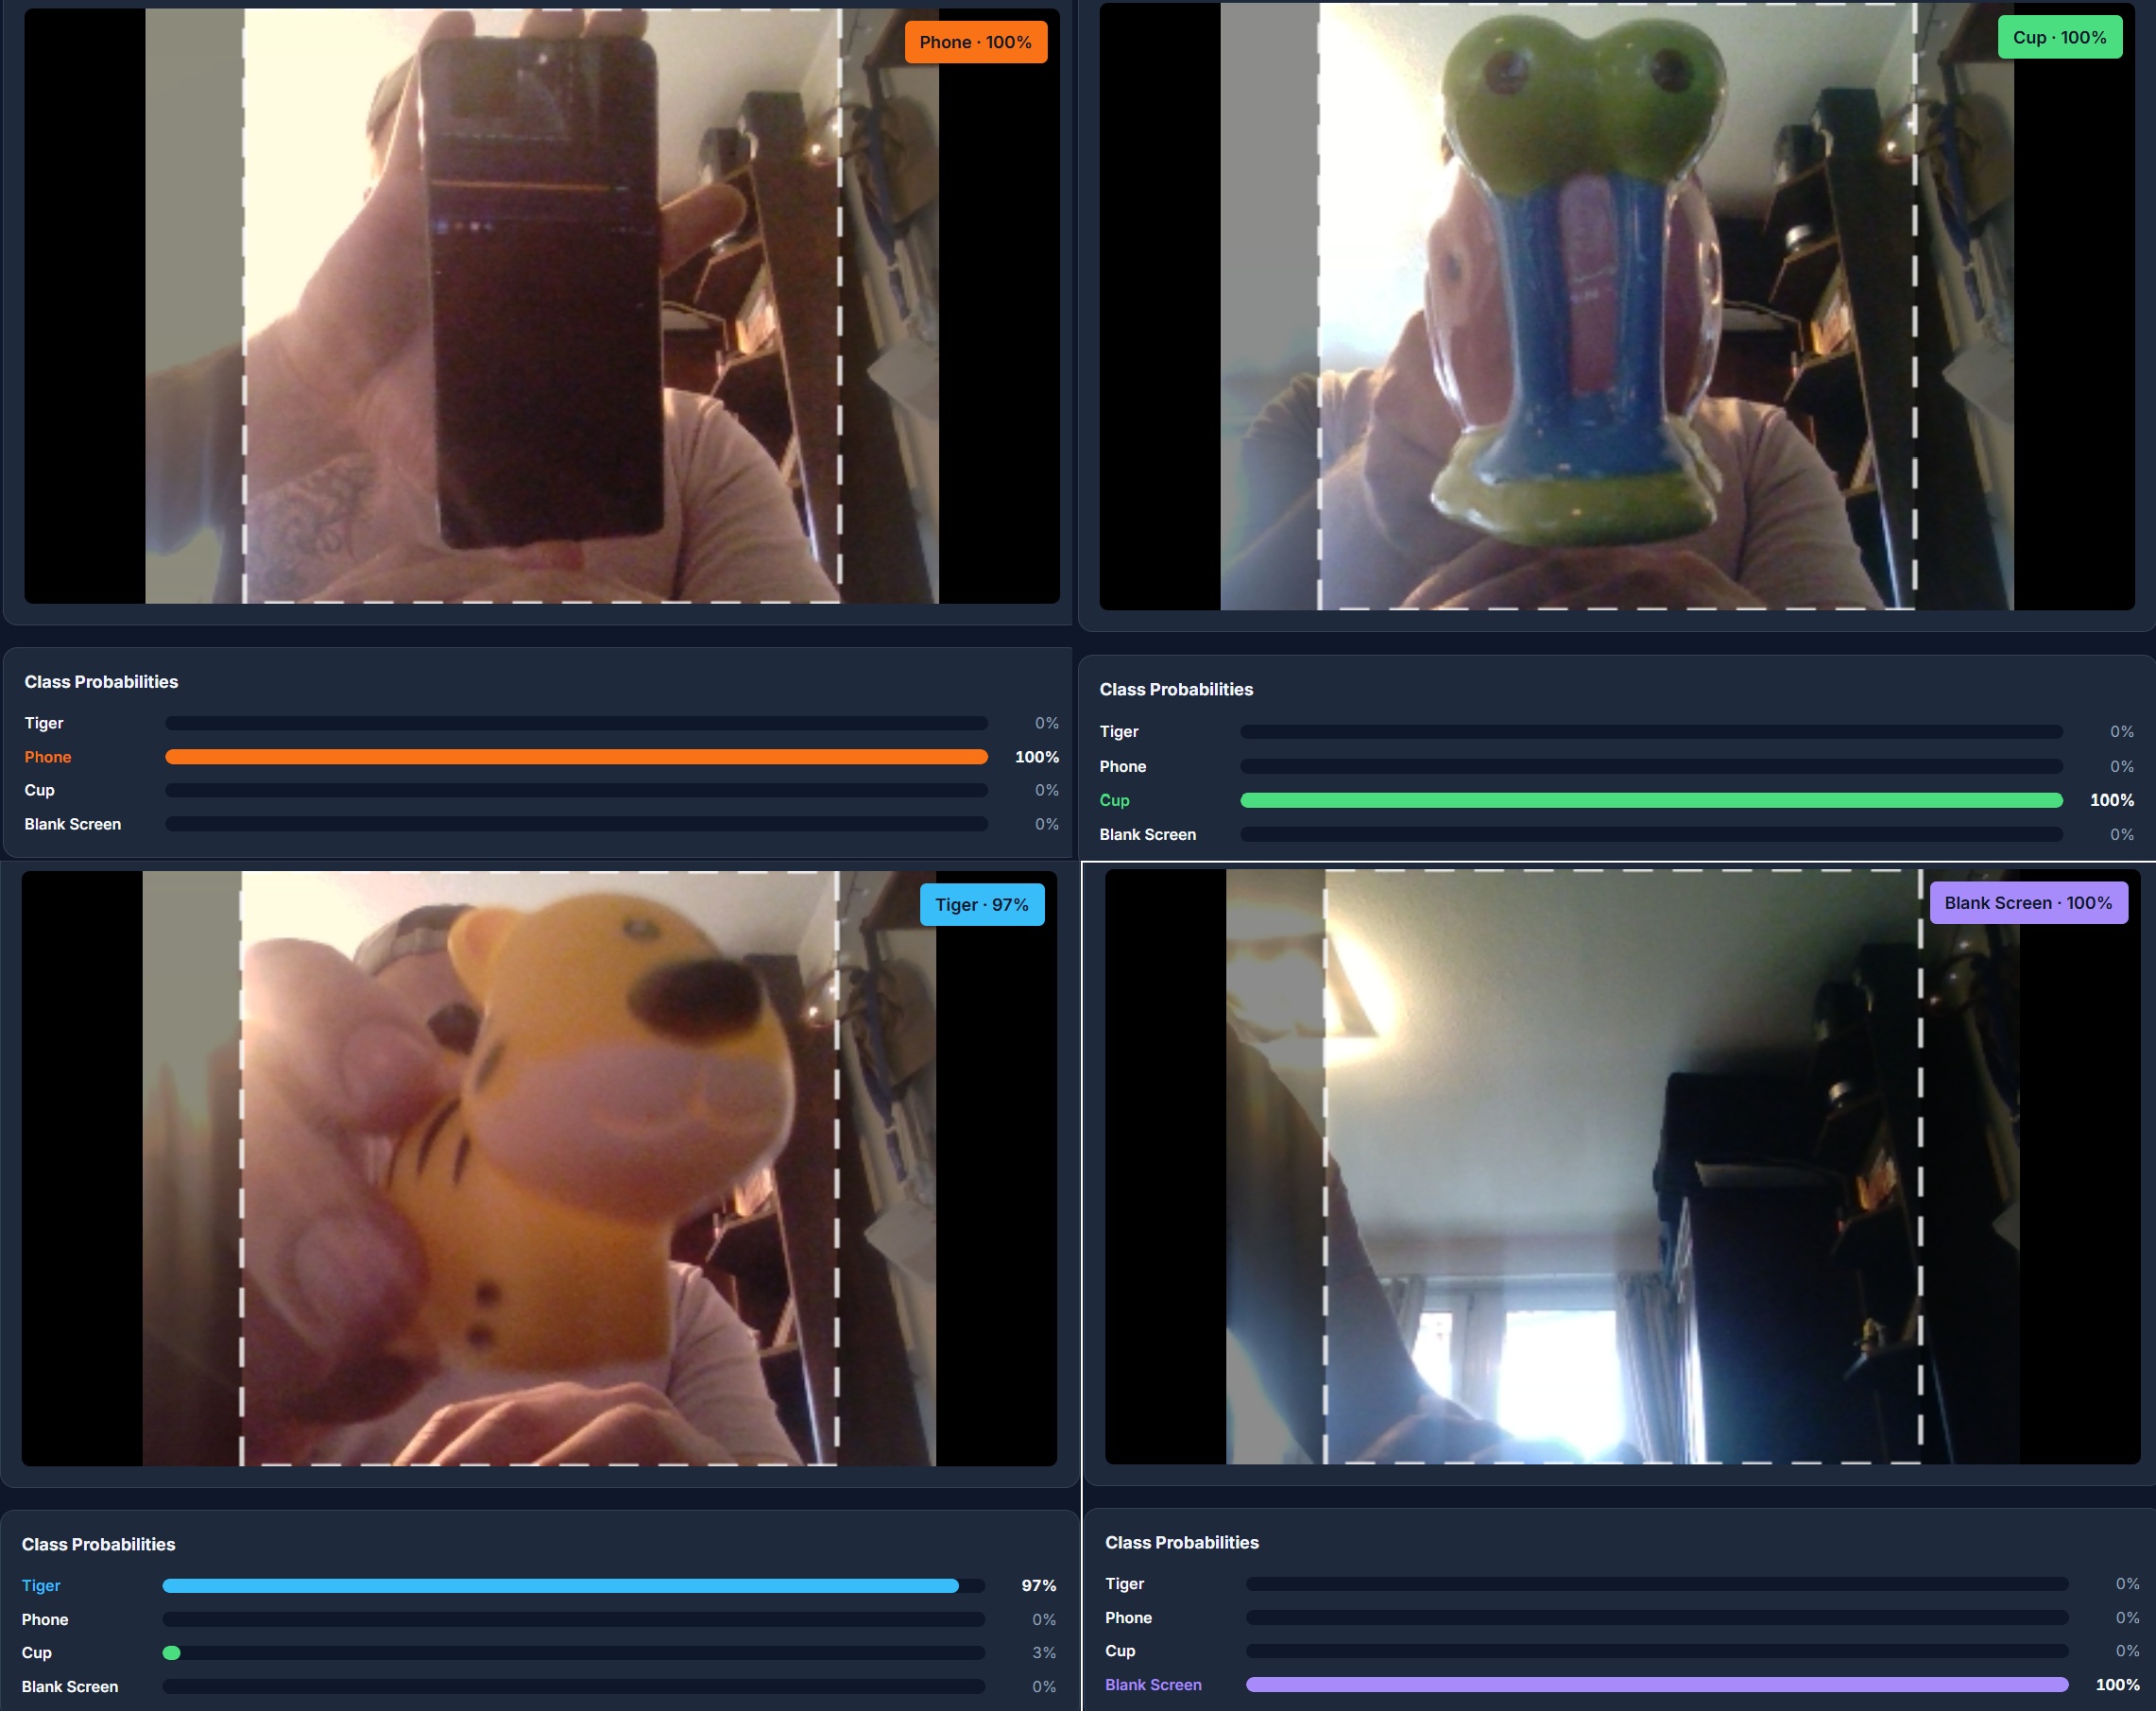 Phone · 100%
Class Probabilities
Tiger 0%
Phone 100%
Cup 0%
Blank Screen 0%
Cup · 100%
Class Probabilities
Tiger 0%
Phone 0%
Cup 100%
Blank Screen 0%
Tiger · 97%
Class Probabilities
Tiger 97%
Phone 0%
Cup 3%
Blank Screen 0%
Blank Screen · 100%
Class Probabilities
Tiger 0%
Phone 0%
Cup 0%
Blank Screen 100%